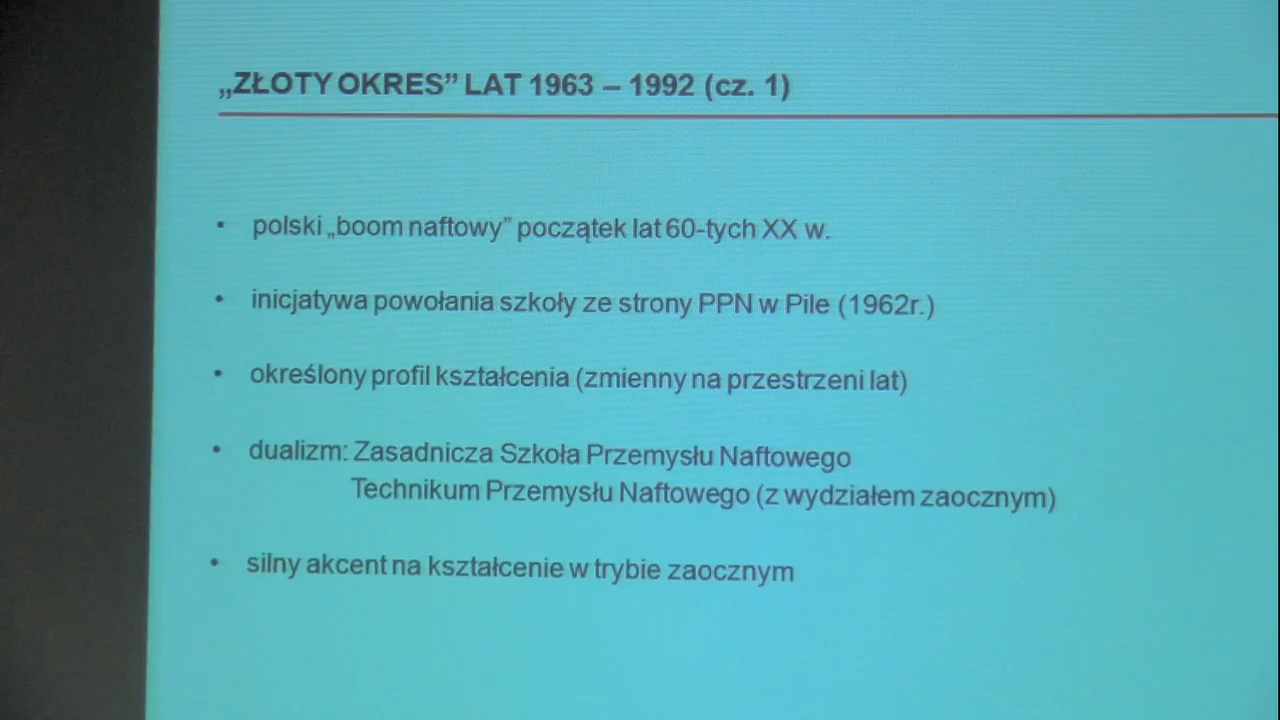 „ZŁOTY OKRES” LAT 1963 – 1992 (cz. 1)
• polski „boom naftowy” początek lat 60-tych XX w.
• inicjatywa powołania szkoły ze strony PPN w Pile (1962r.)
• określony profil kształcenia (zmienny na przestrzeni lat)
• dualizm: Zasadnicza Szkoła Przemysłu Naftowego
Technikum Przemysłu Naftowego (z wydziałem zaocznym)
• silny akcent na kształcenie w trybie zaocznym